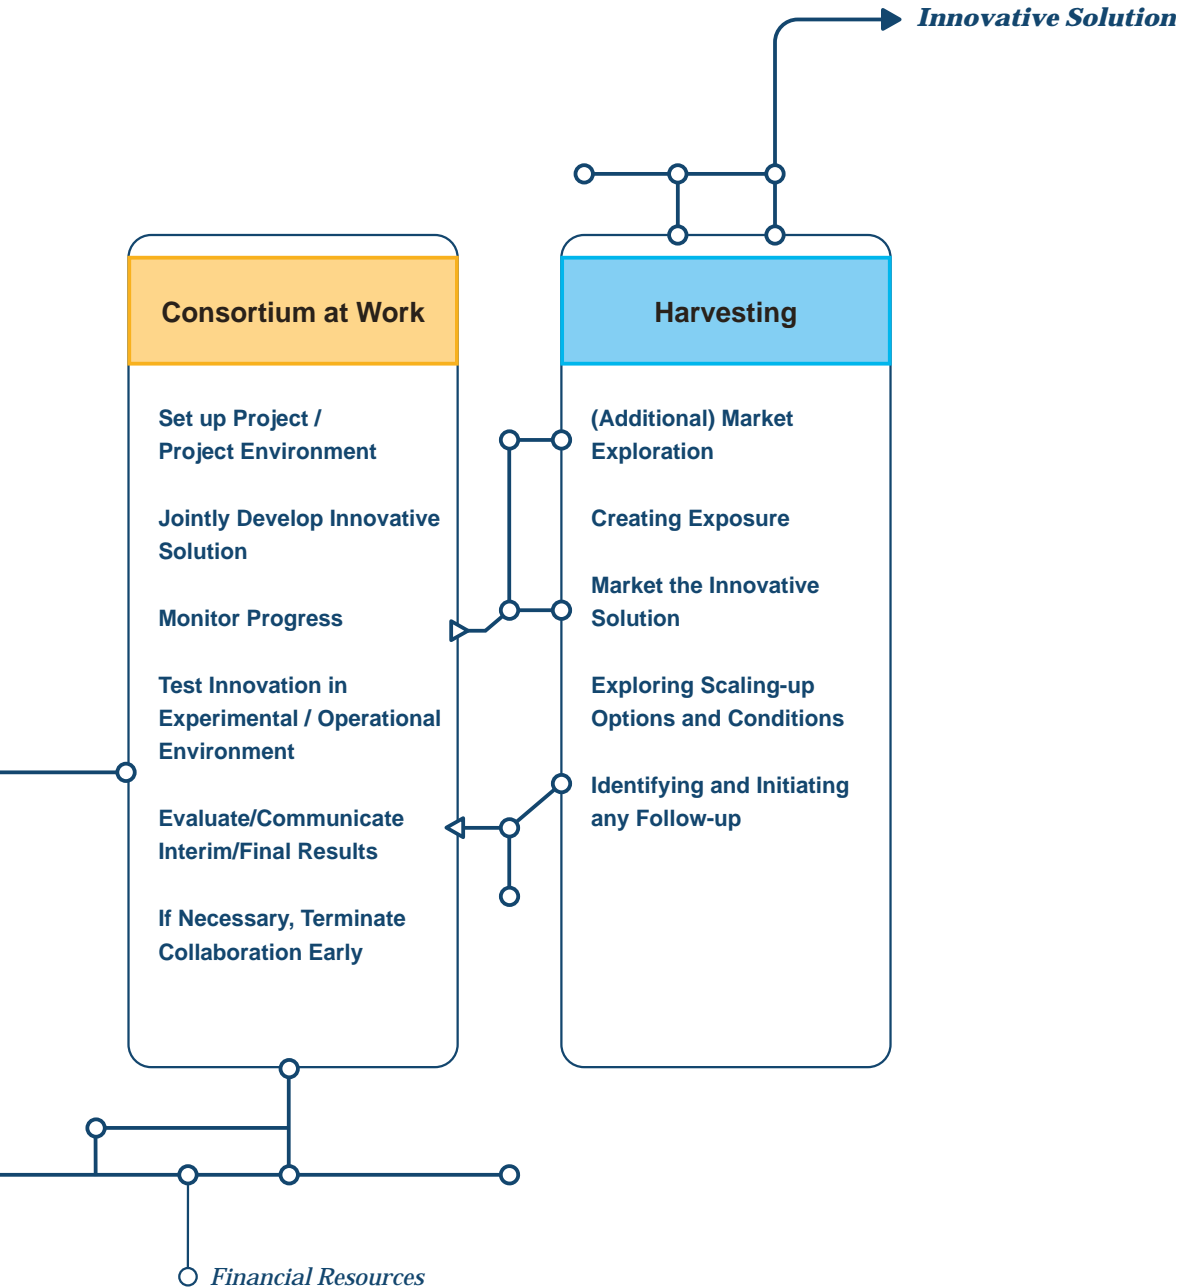 Innovative Solution
Consortium at Work
Set up Project /
Project Environment
Jointly Develop Innovative
Solution
Monitor Progress
Test Innovation in
Experimental / Operational
Environment
Evaluate/Communicate
Interim/Final Results
If Necessary, Terminate
Collaboration Early
Harvesting
(Additional) Market
Exploration
Creating Exposure
Market the Innovative
Solution
Exploring Scaling-up
Options and Conditions
Identifying and Initiating
any Follow-up
Financial Resources